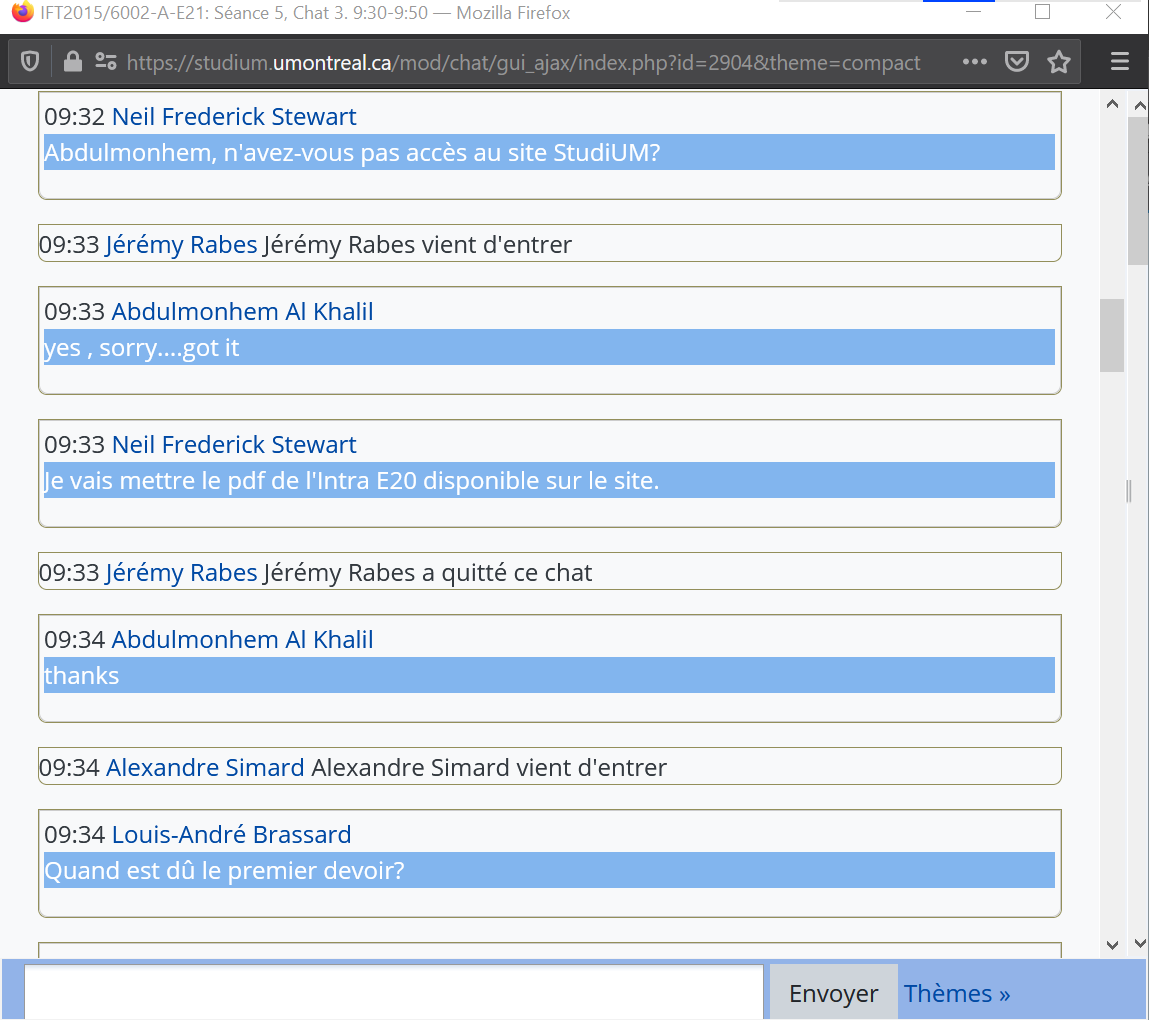 IFT2015/6002-A-E21: Séance 5, Chat 3. 9:30-9:50 — Mozilla Firefox
https://studium.umontreal.ca/mod/chat/gui_ajax/index.php?id=2904&theme=compact
09:32 Neil Frederick Stewart
Abdulmonhem, n'avez-vous pas accès au site StudiUM?
09:33 Jérémy Rabes Jérémy Rabes vient d'entrer
09:33 Abdulmonhem Al Khalil
yes , sorry....got it
09:33 Neil Frederick Stewart
Je vais mettre le pdf de l'Intra E20 disponible sur le site.
09:33 Jérémy Rabes Jérémy Rabes a quitté ce chat
09:34 Abdulmonhem Al Khalil
thanks
09:34 Alexandre Simard Alexandre Simard vient d'entrer
09:34 Louis-André Brassard
Quand est dû le premier devoir?
Envoyer Thèmes »